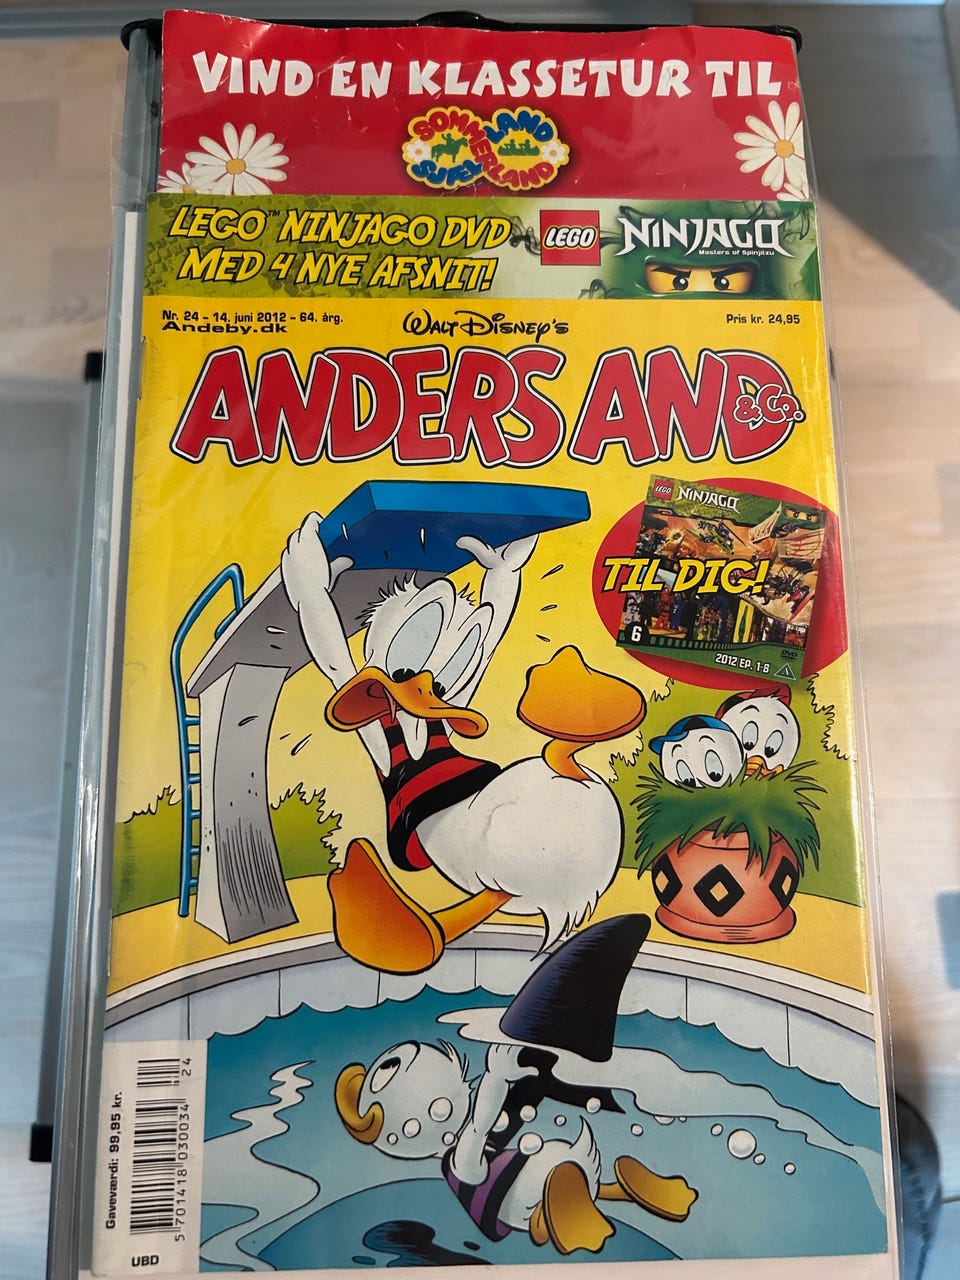 VIND EN KLASSETUR TIL
SOMMERLAND
SJÆLLAND
LEGO™ NINJAGO DVD
MED 4 NYE AFSNIT!
LEGO
NINJAGO
Masters of Spinjitzu
Nr. 24 - 14. juni 2012 - 64. årg.
Andeby.dk
WALT DISNEY'S
Pris kr. 24,95
ANDERS AND
& Co.
LEGO NINJAGO
TIL DIG!
6
2012 EP. 1-8
DVD
Gaveværdi: 99,95 kr.
24
5 701418 030034
UBD